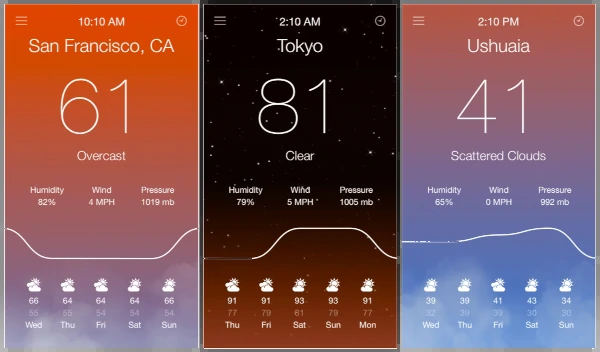 10:10 AM
San Francisco, CA
61
Overcast
Humidity Wind Pressure
82% 4 MPH 1019 mb
66 64 64 64 66
55 54 54 54 55
Wed Thu Fri Sat Sun
2:10 AM
Tokyo
81
Clear
Humidity Wind Pressure
79% 5 MPH 1005 mb
91 91 93 93 91
77 79 61 79 77
Thu Fri Sat Sun Mon
2:10 PM
Ushuaia
41
Scattered Clouds
Humidity Wind Pressure
65% 0 MPH 992 mb
39 39 41 43 34
32 39 39 30 30
Wed Thu Fri Sat Sun